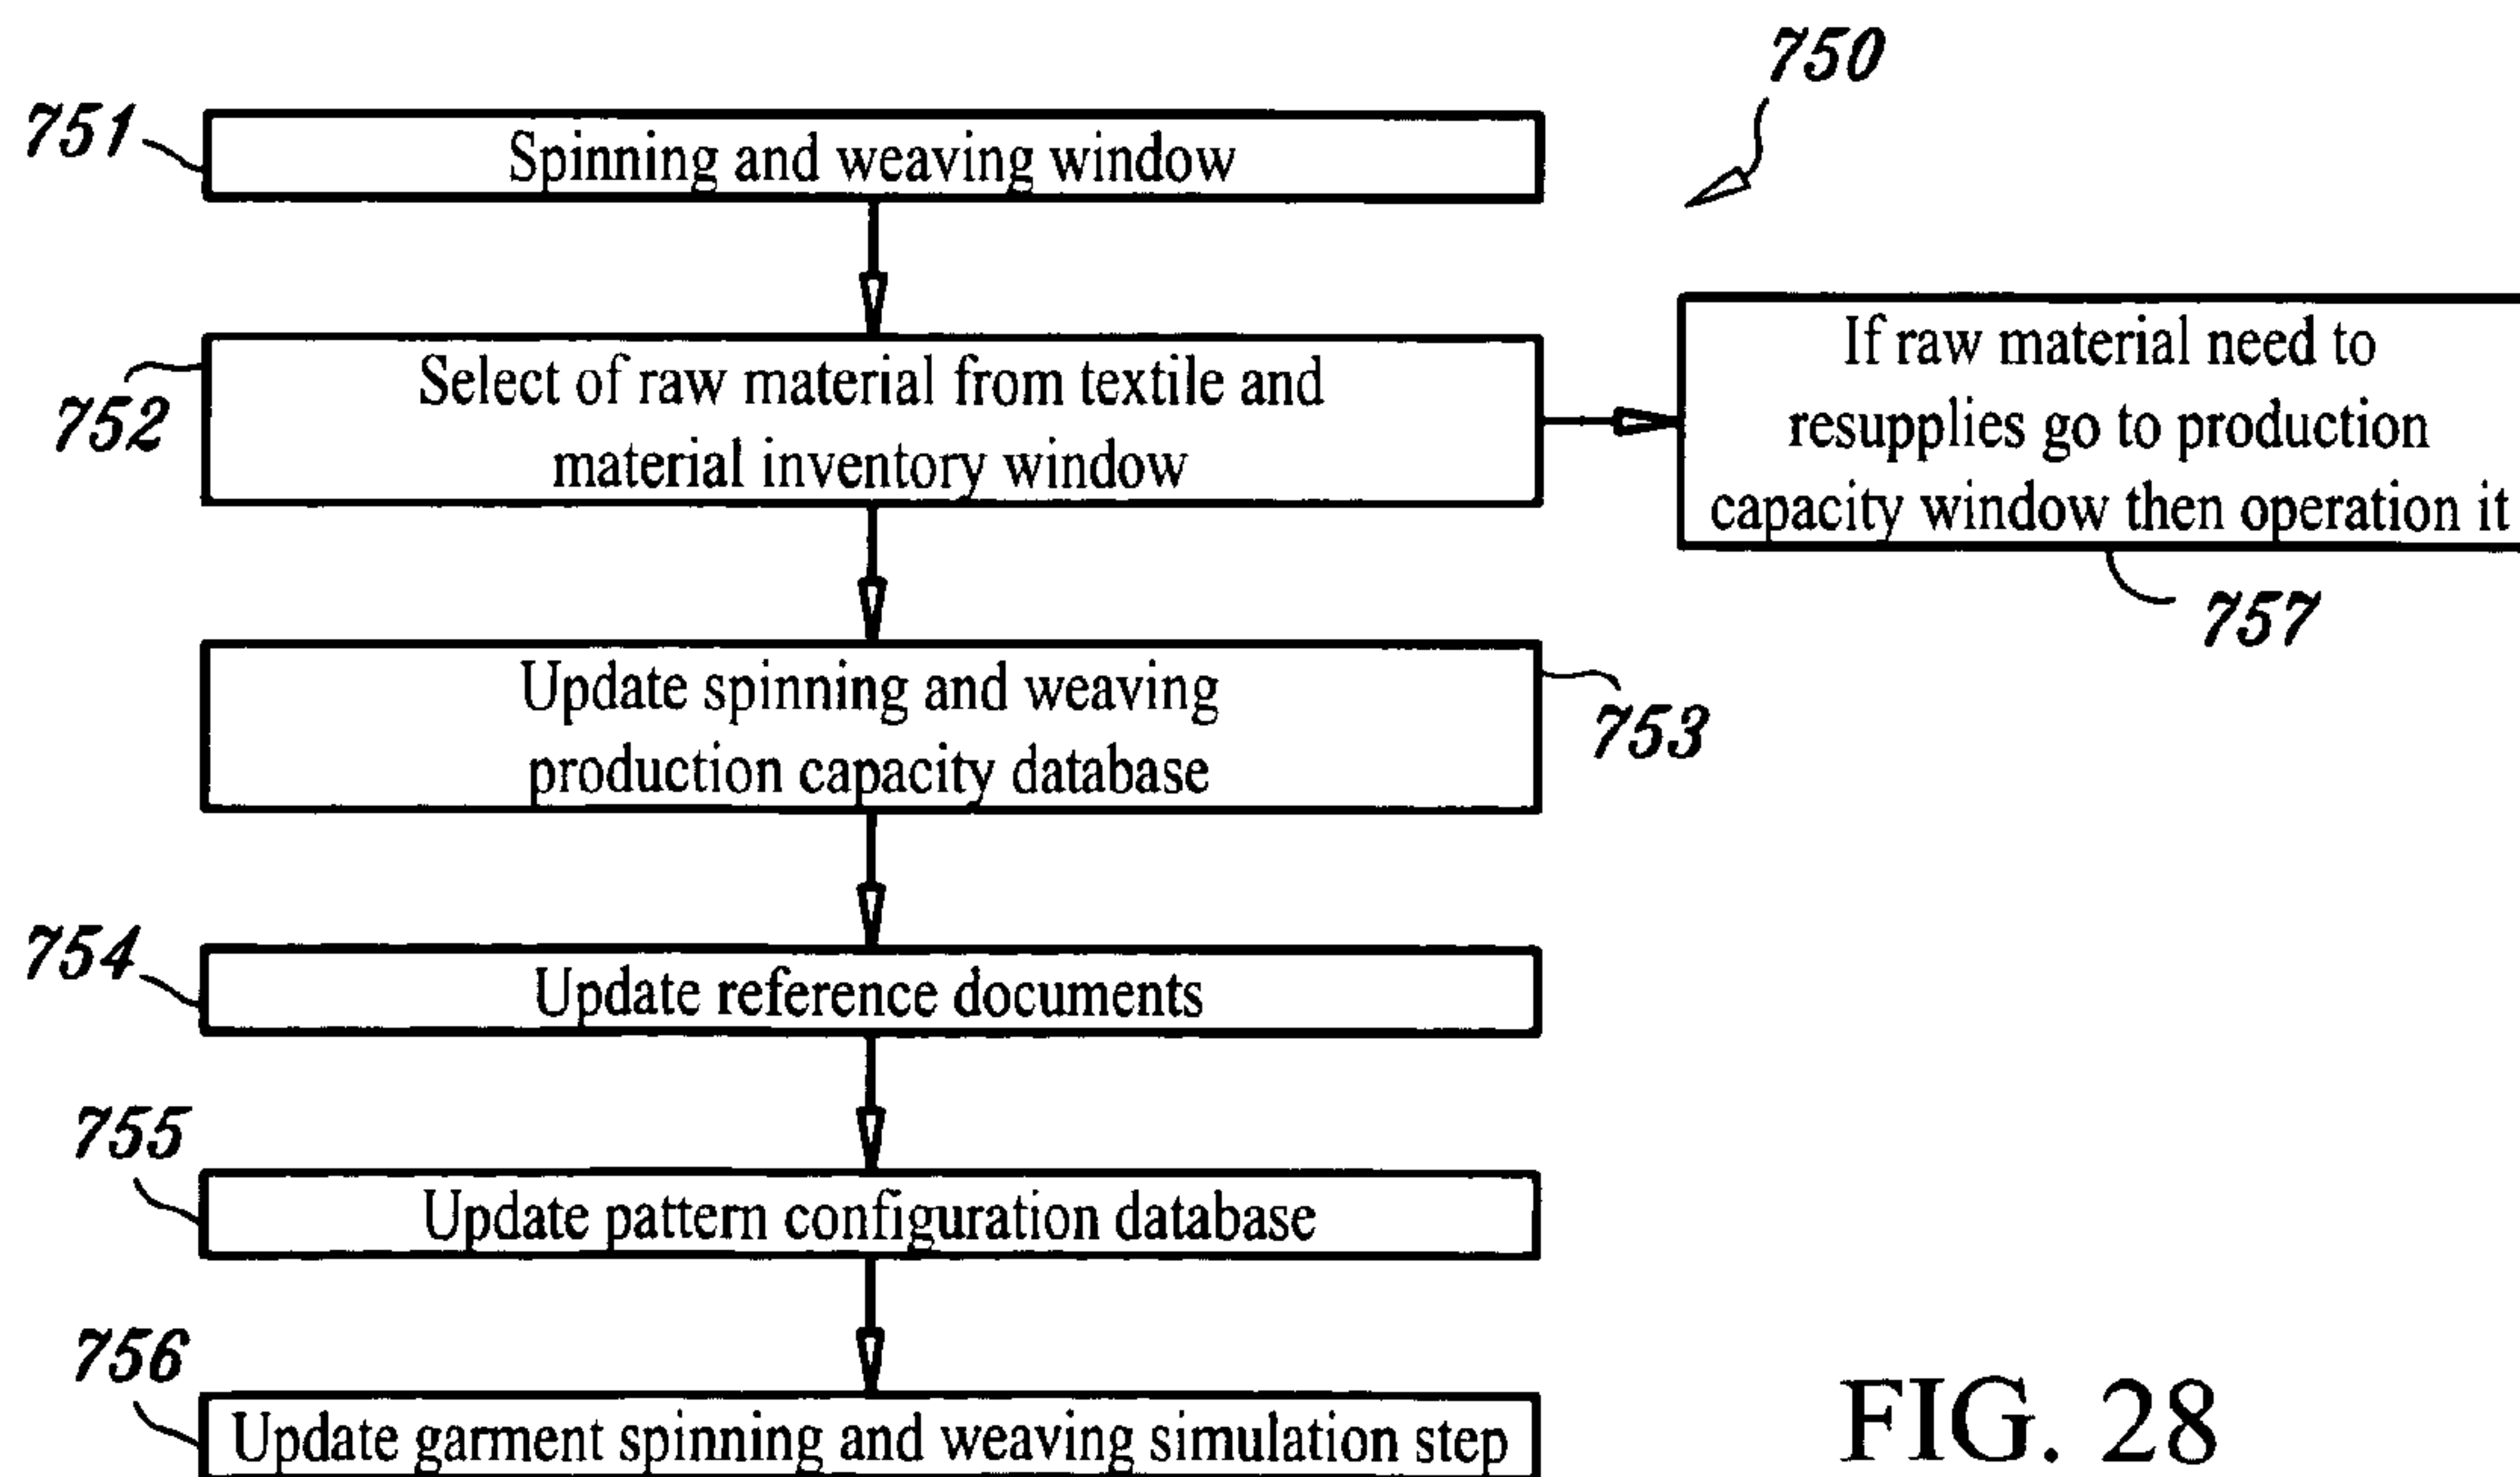 750
751
Spinning and weaving window
752
Select of raw material from textile and
material inventory window
If raw material need to
resupplies go to production
capacity window then operation it
757
Update spinning and weaving
production capacity database
753
754
Update reference documents
755
Update pattern configuration database
756
Update garment spinning and weaving simulation step
FIG. 28